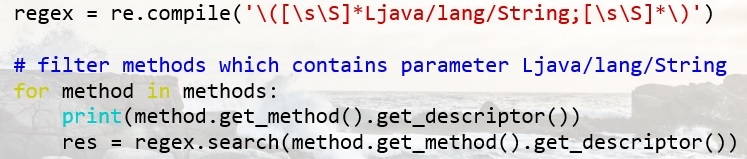 regex = re.compile('\([\s\S]*Ljava/lang/String;[\s\S]*\)')
# filter methods which contains parameter Ljava/lang/String
for method in methods:
    print(method.get_method().get_descriptor())
    res = regex.search(method.get_method().get_descriptor())